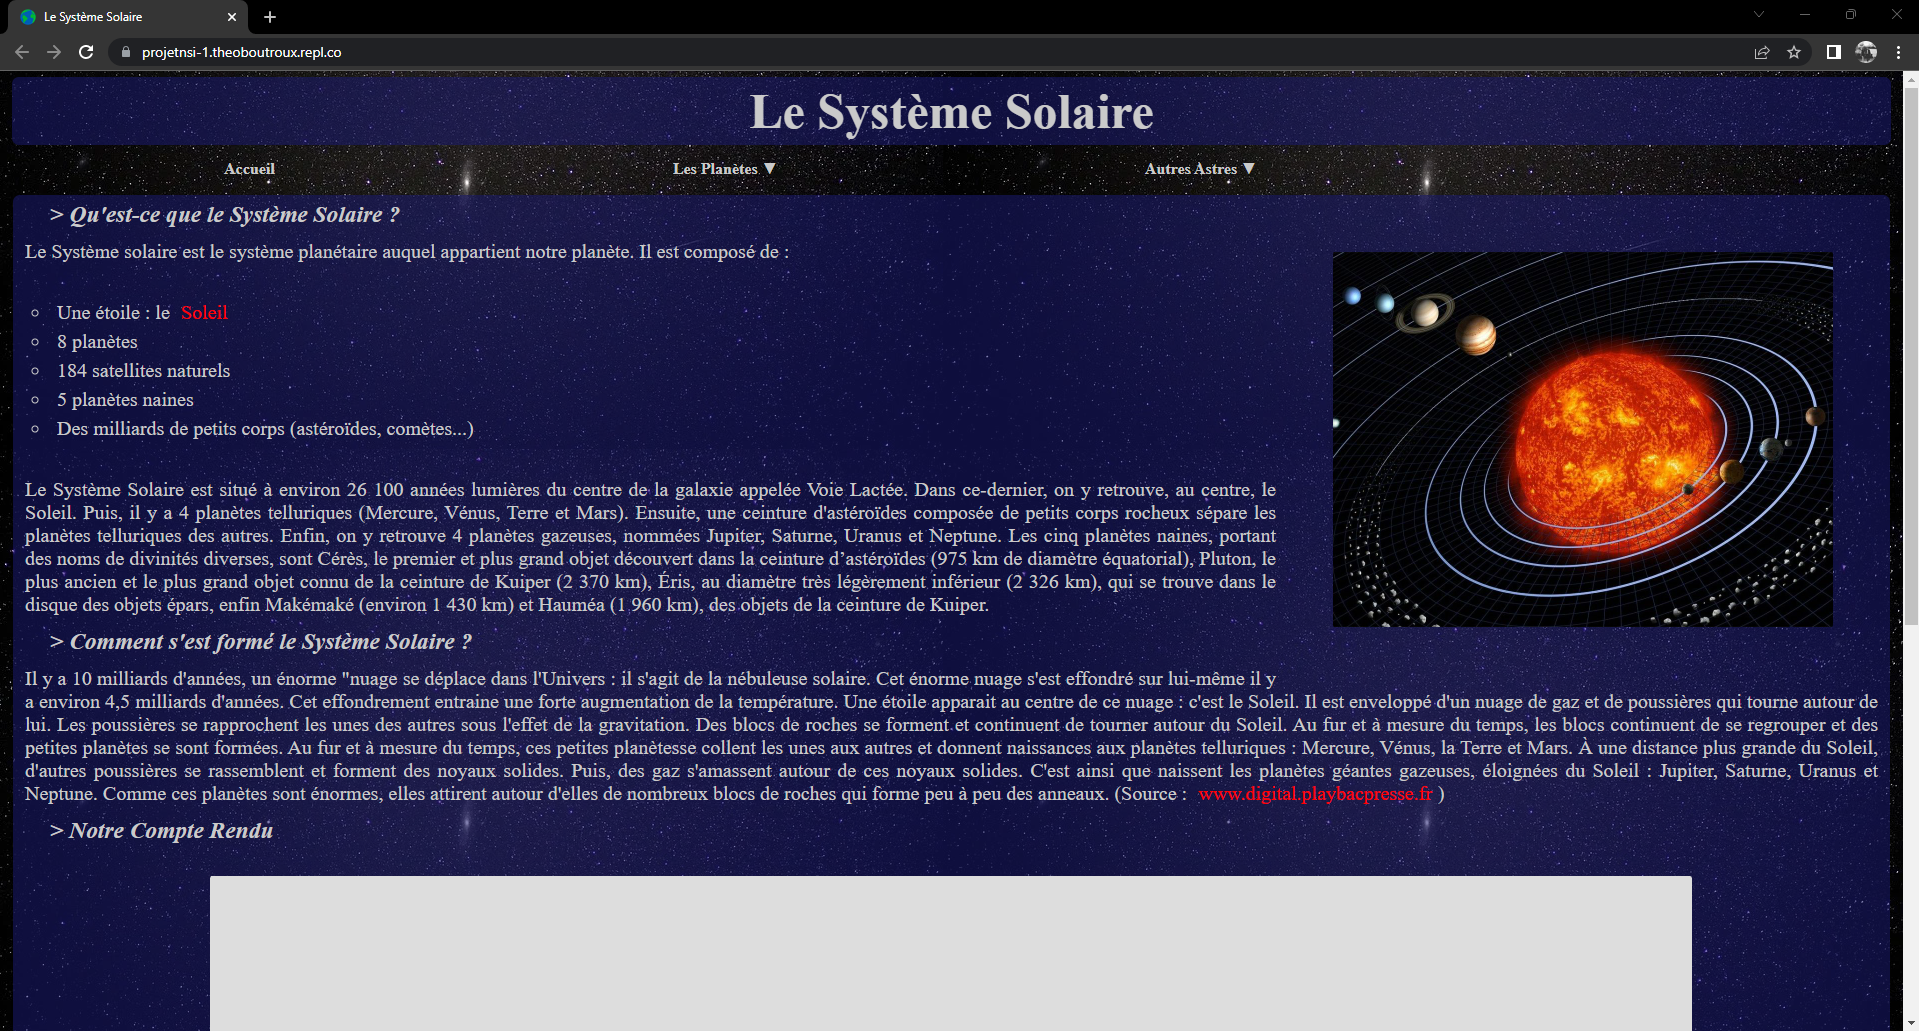 Le Système Solaire
projetnsi-1.theoboutroux.repl.co
Le Système Solaire
Accueil
Les Planètes ▼
Autres Astres ▼
> Qu'est-ce que le Système Solaire ?
Le Système solaire est le système planétaire auquel appartient notre planète. Il est composé de :
Une étoile : le Soleil
8 planètes
184 satellites naturels
5 planètes naines
Des milliards de petits corps (astéroïdes, comètes...)
Le Système Solaire est situé à environ 26 100 années lumières du centre de la galaxie appelée Voie Lactée. Dans ce-dernier, on y retrouve, au centre, le
Soleil. Puis, il y a 4 planètes telluriques (Mercure, Vénus, Terre et Mars). Ensuite, une ceinture d'astéroïdes composée de petits corps rocheux sépare les
planètes telluriques des autres. Enfin, on y retrouve 4 planètes gazeuses, nommées Jupiter, Saturne, Uranus et Neptune. Les cinq planètes naines, portant
des noms de divinités diverses, sont Cérès, le premier et plus grand objet découvert dans la ceinture d’astéroïdes (975 km de diamètre équatorial), Pluton, le
plus ancien et le plus grand objet connu de la ceinture de Kuiper (2 370 km), Éris, au diamètre très légèrement inférieur (2 326 km), qui se trouve dans le
disque des objets épars, enfin Makémaké (environ 1 430 km) et Hauméa (1 960 km), des objets de la ceinture de Kuiper.
> Comment s'est formé le Système Solaire ?
Il y a 10 milliards d'années, un énorme "nuage se déplace dans l'Univers : il s'agit de la nébuleuse solaire. Cet énorme nuage s'est effondré sur lui-même il y
a environ 4,5 milliards d'années. Cet effondrement entraine une forte augmentation de la température. Une étoile apparait au centre de ce nuage : c'est le Soleil. Il est enveloppé d'un nuage de gaz et de poussières qui tourne autour de
lui. Les poussières se rapprochent les unes des autres sous l'effet de la gravitation. Des blocs de roches se forment et continuent de tourner autour du Soleil. Au fur et à mesure du temps, les blocs continuent de se regrouper et des
petites planètes se sont formées. Au fur et à mesure du temps, ces petites planètesse collent les unes aux autres et donnent naissances aux planètes telluriques : Mercure, Vénus, la Terre et Mars. À une distance plus grande du Soleil,
d'autres poussières se rassemblent et forment des noyaux solides. Puis, des gaz s'amassent autour de ces noyaux solides. C'est ainsi que naissent les planètes géantes gazeuses, éloignées du Soleil : Jupiter, Saturne, Uranus et
Neptune. Comme ces planètes sont énormes, elles attirent autour d'elles de nombreux blocs de roches qui forme peu à peu des anneaux. (Source : www.digital.playbacpresse.fr )
> Notre Compte Rendu